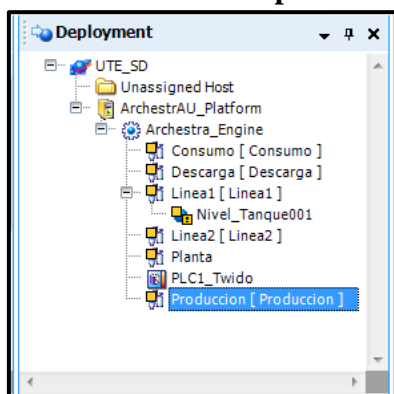 Deployment
UTE_SD
Unassigned Host
ArchestrAU_Platform
Archestra_Engine
Consumo [ Consumo ]
Descarga [ Descarga ]
Linea1 [ Linea1 ]
Nivel_Tanque001
Linea2 [ Linea2 ]
Planta
PLC1_Twido
Produccion [ Produccion ]